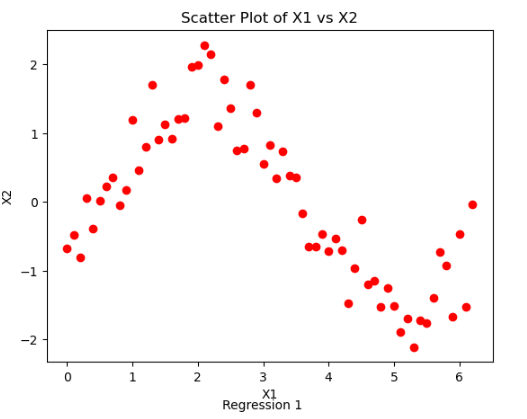 Scatter Plot of X1 vs X2
2
1
0
−1
−2
X2
0 1 2 3 4 5 6
X1
Regression 1